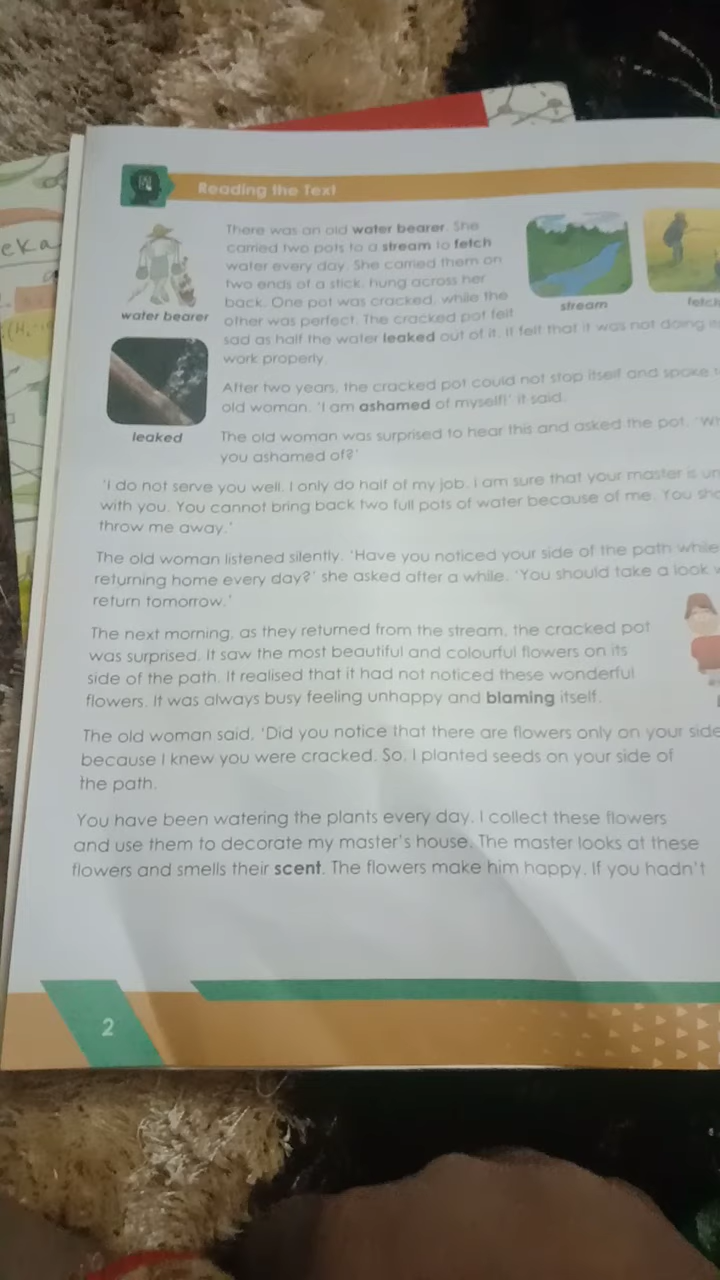 Reading the Text
There was an old water bearer. She
carried two pots to a stream to fetch
water every day. She carried them on
two ends of a stick, hung across her
back. One pot was cracked, while the
other was perfect. The cracked pot felt
sad as half the water leaked out of it. It felt that it was not doing
work properly.
water bearer
stream
fetch
leaked
After two years, the cracked pot could not stop itself and spoke
old woman. 'I am ashamed of myself!' it said.
The old woman was surprised to hear this and asked the pot,
you ashamed of?'
'I do not serve you well. I only do half of my job. I am sure that your master is
with you. You cannot bring back two full pots of water because of me. You
throw me away.'
The old woman listened silently. 'Have you noticed your side of the path while
returning home every day?' she asked after a while. 'You should take a look
return tomorrow.'
The next morning, as they returned from the stream, the cracked pot
was surprised. It saw the most beautiful and colourful flowers on its
side of the path. It realised that it had not noticed these wonderful
flowers. It was always busy feeling unhappy and blaming itself.
The old woman said, 'Did you notice that there are flowers only on your side
because I knew you were cracked. So, I planted seeds on your side of
the path.
You have been watering the plants every day. I collect these flowers
and use them to decorate my master's house. The master looks at these
flowers and smells their scent. The flowers make him happy. If you hadn't
2
eka